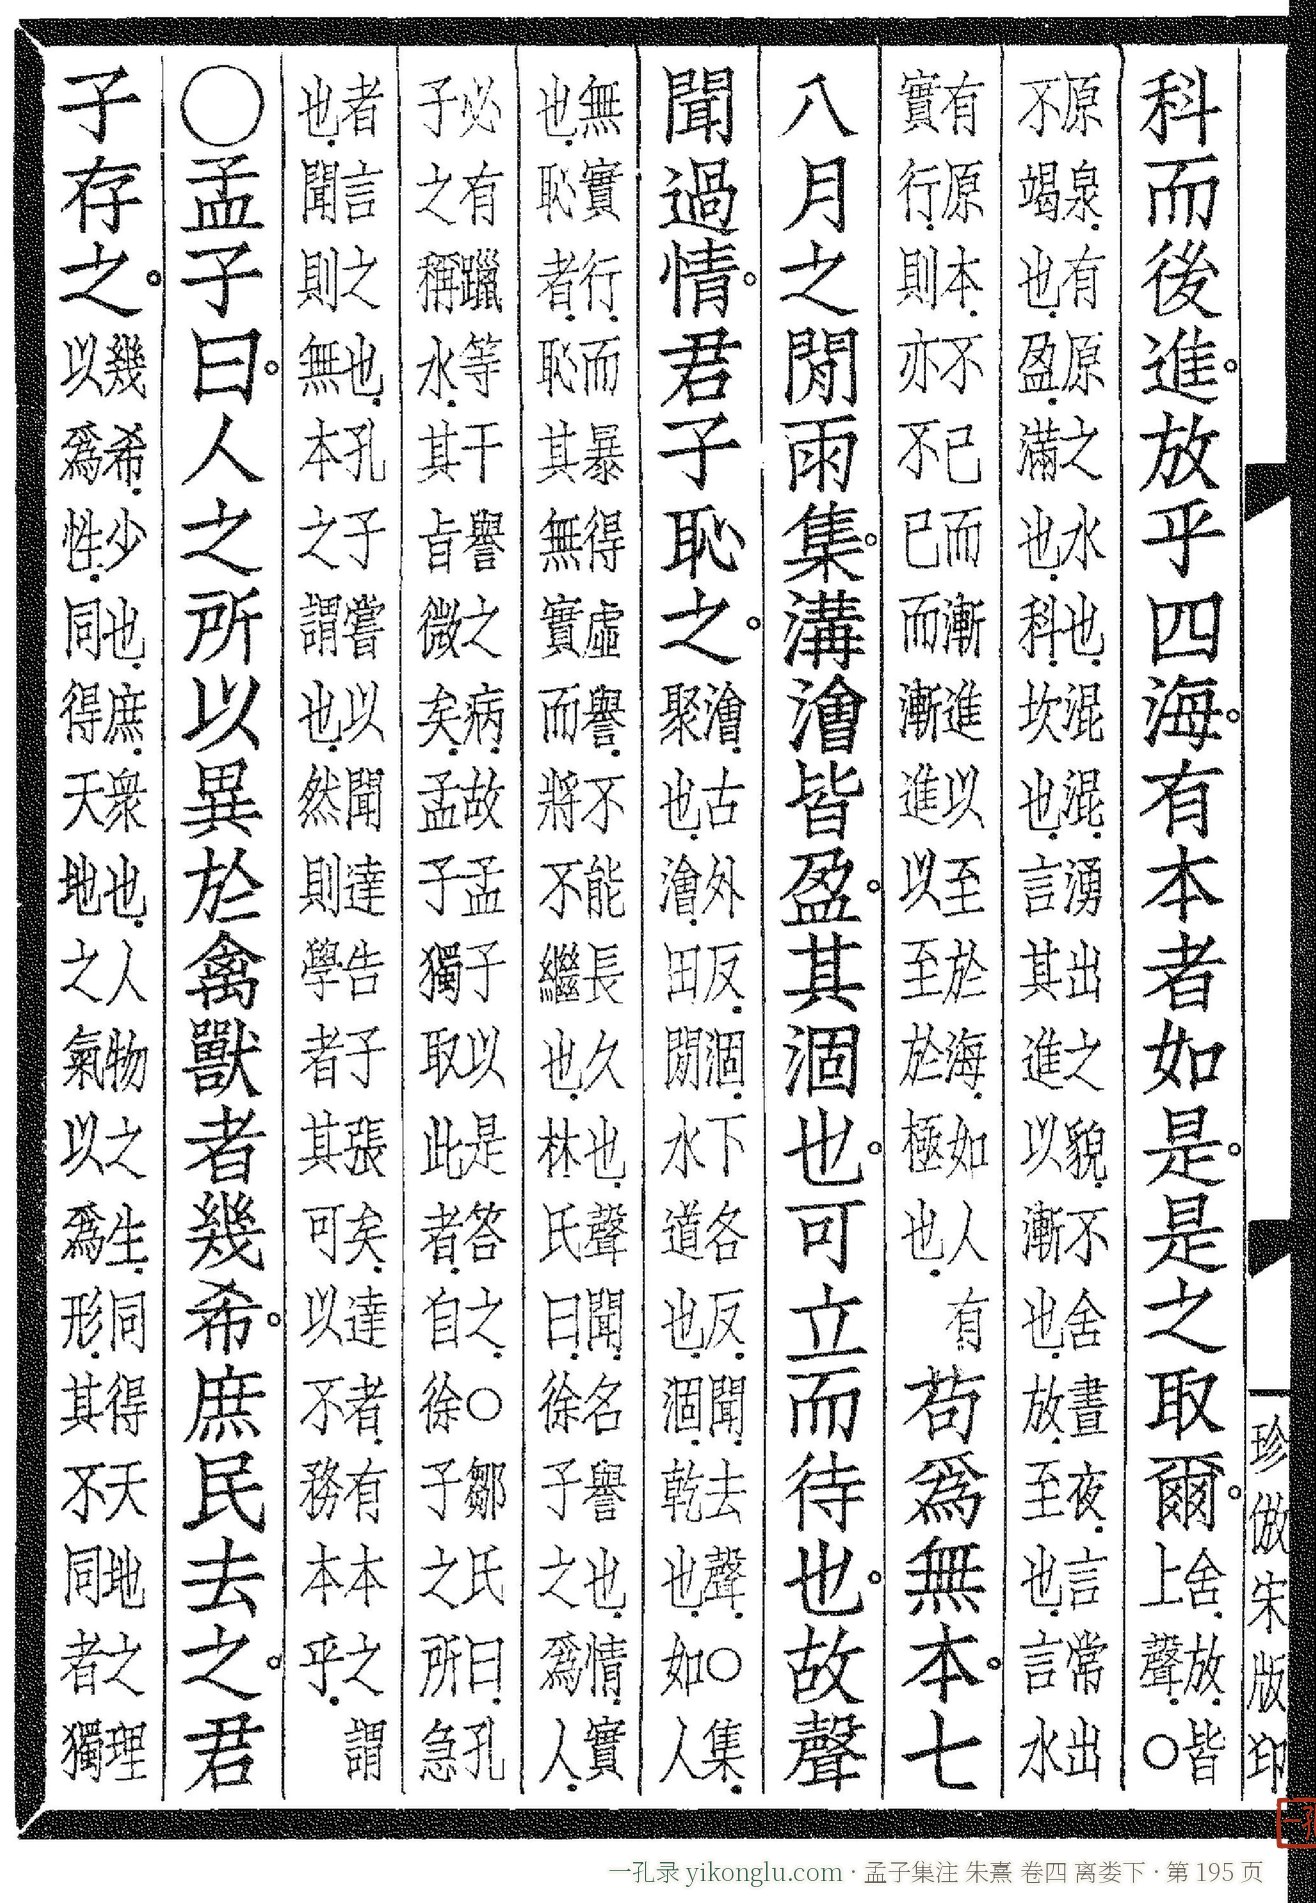 珍倣宋版印
科而後進。放乎四海。有本者如是。是之取爾。舍.放.皆
上聲.○
原泉.有原之水也.混混.湧出之貌.不舍晝夜.言常出
不竭也.盈.滿也.科.坎也.言其進以漸也.放.至也.言水
有原本.不已而漸進以至於海.如人有
實行.則亦不已而漸進以至於極也.
苟爲無本。七
八月之閒雨集。溝澮皆盈。其涸也。可立而待也。故聲
聞過情。君子恥之。澮.古外反.涸.下各反.聞.去聲.○集.
聚也.澮.田閒水道也.涸.乾也.如人
無實行.而暴得虛譽.不能長久也.聲聞.名譽也.情.實
也.恥者.恥其無實而將不繼也.林氏曰.徐子之爲人.
必有躐等干譽之病.故孟子以是答之.○鄒氏曰.孔
子之稱水.其旨微矣.孟子獨取此者.自徐子之所急
者言之也.孔子嘗以聞達告子張矣.達者.有本之謂
也.聞則無本之謂也.然則學者其可以不務本乎.
○孟子曰。人之所以異於禽獸者幾希。庶民去之。君
子存之。幾希.少也.庶.衆也.人物之生.同得天地之理
以爲性.同得天地之氣以爲形.其不同者獨
一孔录 yikonglu.com · 孟子集注 朱熹 卷四 离娄下 · 第 195 页